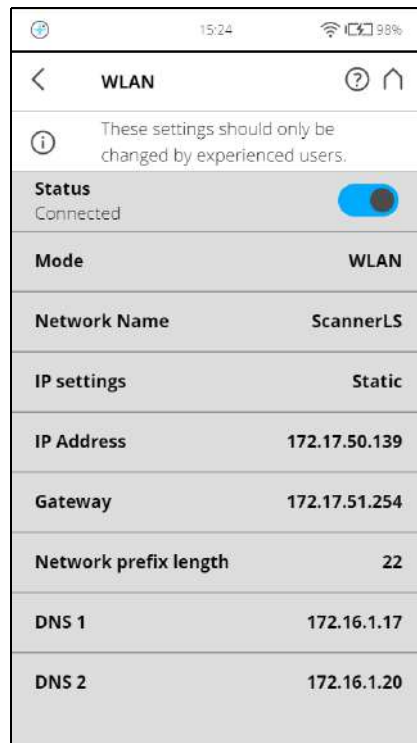 15:24 98%
WLAN
These settings should only be
changed by experienced users.
Status
Connected
Mode WLAN
Network Name ScannerLS
IP settings Static
IP Address 172.17.50.139
Gateway 172.17.51.254
Network prefix length 22
DNS 1 172.16.1.17
DNS 2 172.16.1.20